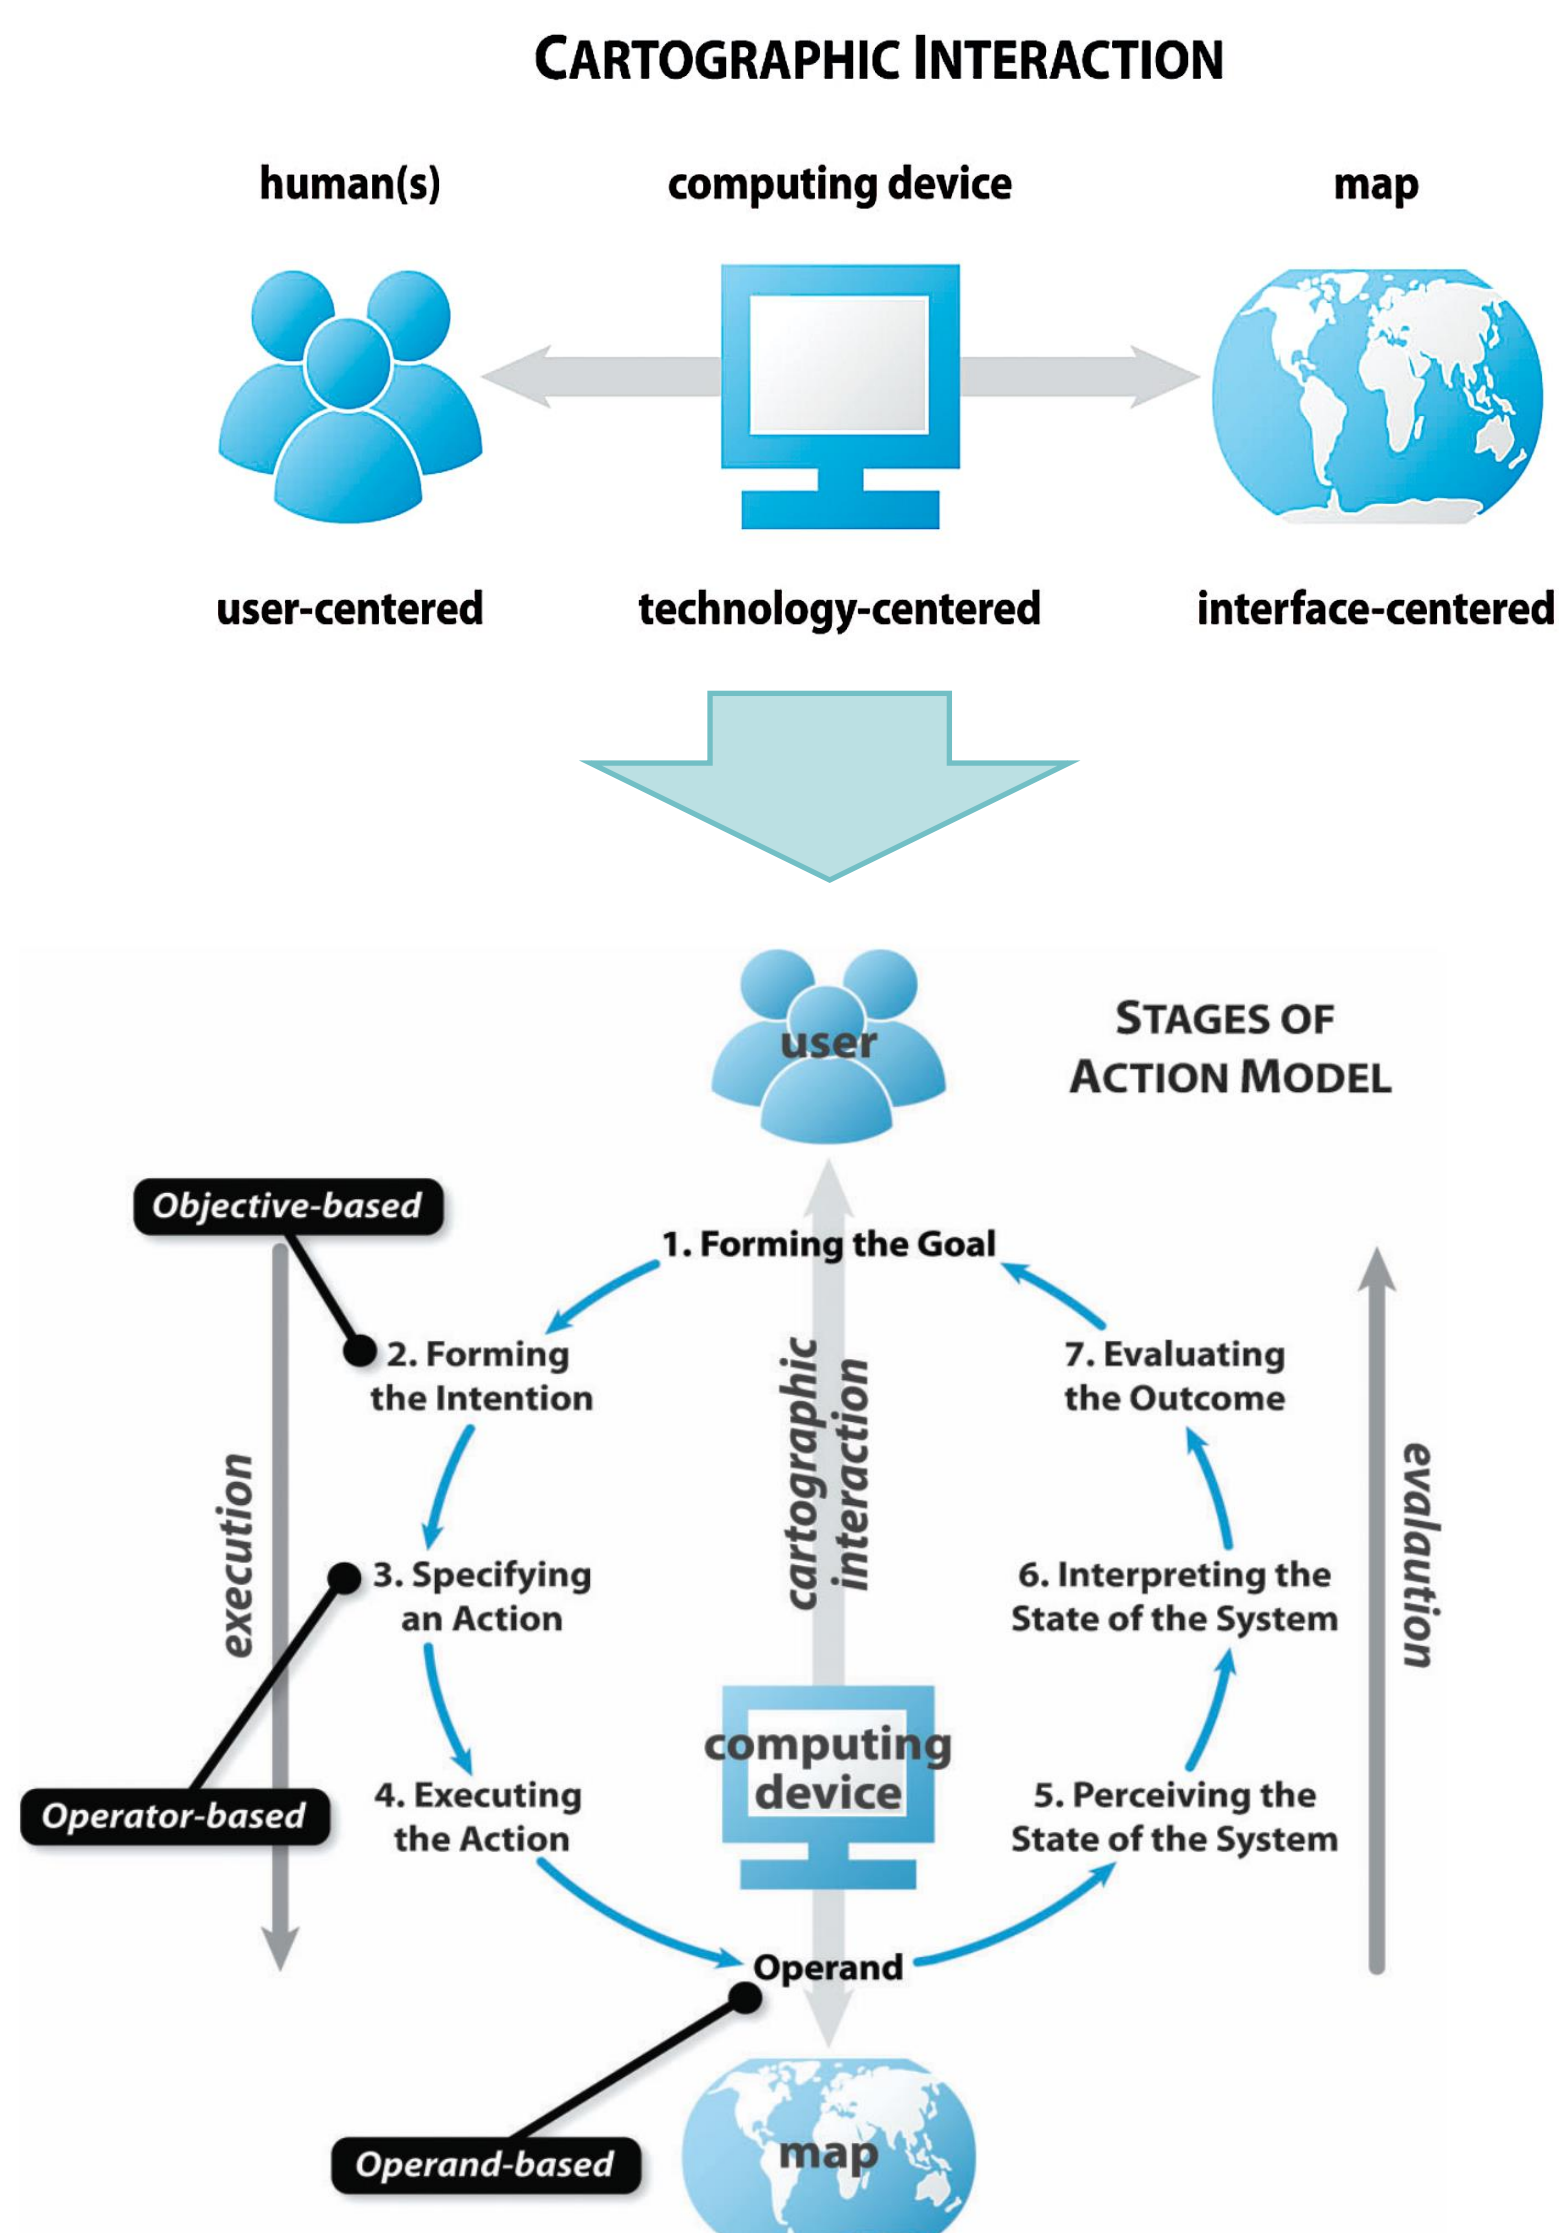 CARTOGRAPHIC INTERACTION
human(s) computing device map
user-centered technology-centered interface-centered
user
STAGES OF
ACTION MODEL
Objective-based
1. Forming the Goal
2. Forming
the Intention
7. Evaluating
the Outcome
execution
cartographic
interaction
evalaution
3. Specifying
an Action
6. Interpreting the
State of the System
computing
device
Operator-based
4. Executing
the Action
5. Perceiving the
State of the System
Operand
Operand-based
map